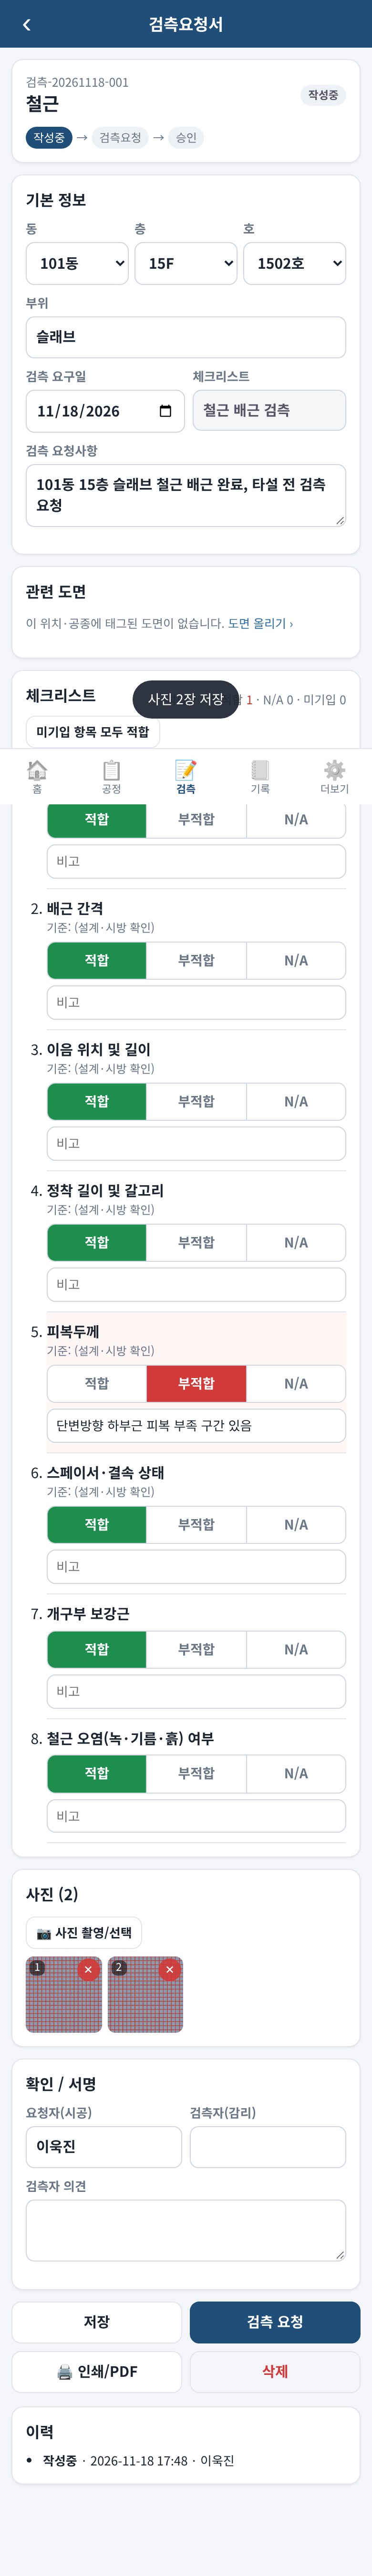 검측요청서
검측-20261118-001
철근
작성중
작성중 → 검측요청 → 승인
기본 정보
동 층 호
101동 15F 1502호
부위
슬래브
검측 요구일 체크리스트
11/18/2026 철근 배근 검측
검측 요청사항
101동 15층 슬래브 철근 배근 완료, 타설 전 검측
요청
관련 도면
이 위치·공종에 태그된 도면이 없습니다. 도면 올리기 ›
체크리스트 1 · N/A 0 · 미기입 0
사진 2장 저장
미기입 항목 모두 적합
홈 공정 검측 기록 더보기
적합 부적합 N/A
비고
2. 배근 간격
기준: (설계·시방 확인)
적합 부적합 N/A
비고
3. 이음 위치 및 길이
기준: (설계·시방 확인)
적합 부적합 N/A
비고
4. 정착 길이 및 갈고리
기준: (설계·시방 확인)
적합 부적합 N/A
비고
5. 피복두께
기준: (설계·시방 확인)
적합 부적합 N/A
단변방향 하부근 피복 부족 구간 있음
6. 스페이서·결속 상태
기준: (설계·시방 확인)
적합 부적합 N/A
비고
7. 개구부 보강근
적합 부적합 N/A
비고
8. 철근 오염(녹·기름·흙) 여부
적합 부적합 N/A
비고
사진 (2)
사진 촬영/선택
1 × 2 ×
확인 / 서명
요청자(시공) 검측자(감리)
이욱진
검측자 의견
저장 검측 요청
인쇄/PDF 삭제
이력
• 작성중 · 2026-11-18 17:48 · 이욱진